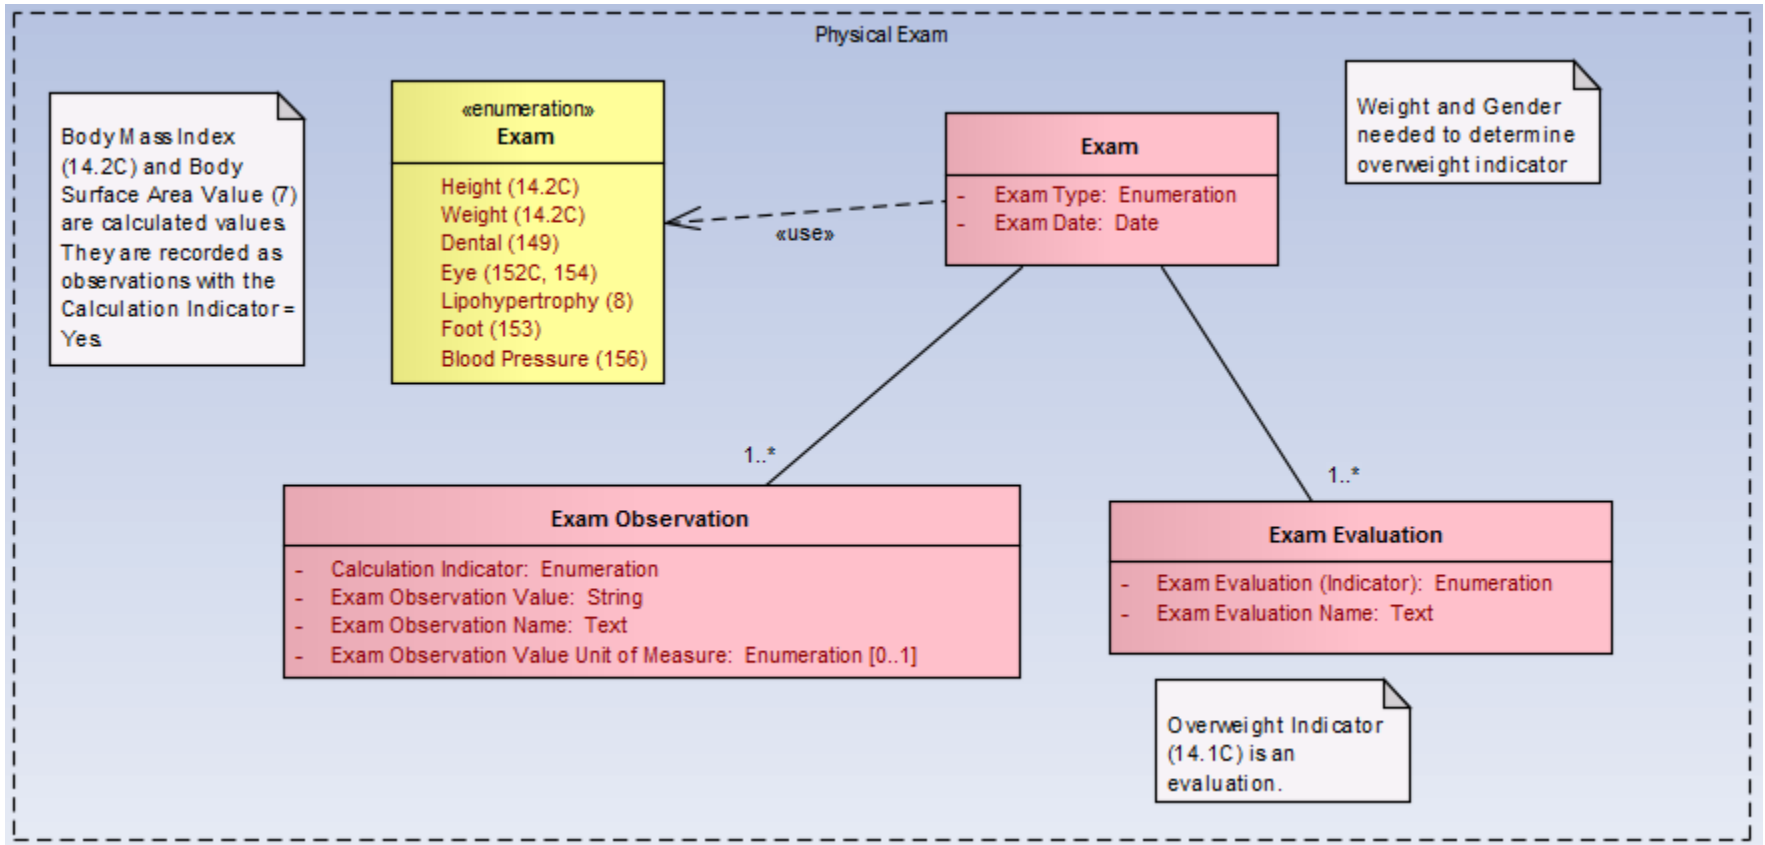 Physical Exam
Body Mass Index
(14.2C) and Body
Surface Area Value (7)
are calculated values.
They are recorded as
observations with the
Calculation Indicator =
Yes.
«enumeration»
Exam
Height (14.2C)
Weight (14.2C)
Dental (149)
Eye (152C, 154)
Lipohypertrophy (8)
Foot (153)
Blood Pressure (156)
«use»
Exam
- Exam Type: Enumeration
- Exam Date: Date
Weight and Gender
needed to determine
overweight indicator
1..*
1..*
Exam Observation
- Calculation Indicator: Enumeration
- Exam Observation Value: String
- Exam Observation Name: Text
- Exam Observation Value Unit of Measure: Enumeration [0..1]
Exam Evaluation
- Exam Evaluation (Indicator): Enumeration
- Exam Evaluation Name: Text
Overweight Indicator
(14.1C) is an
evaluation.